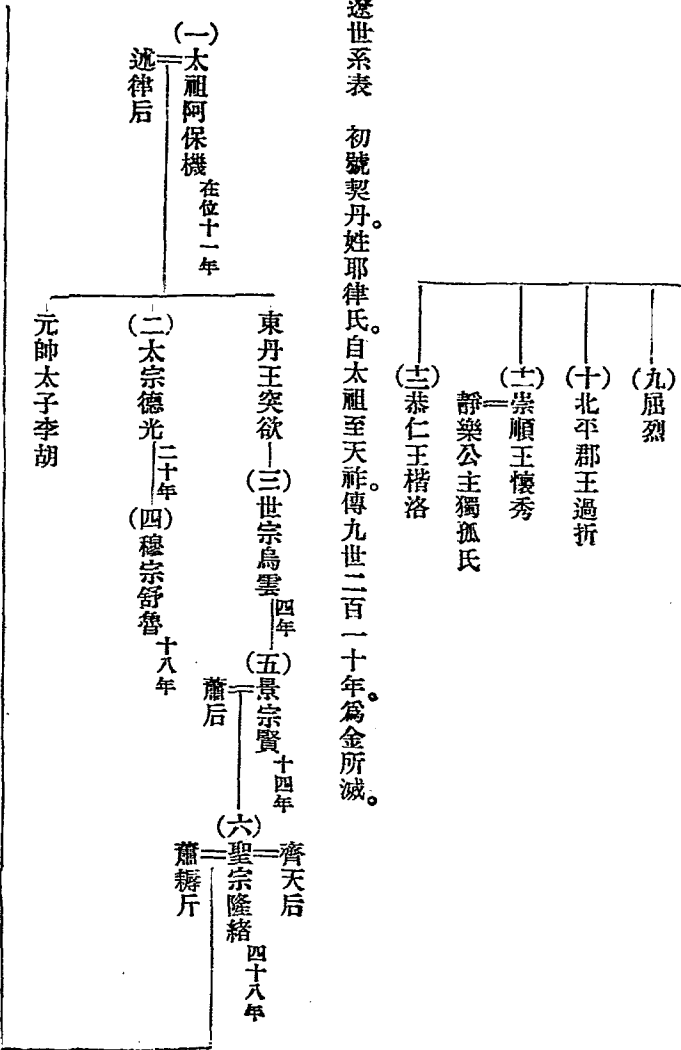 (九)屈烈
(十)北平郡王過折
(十一)崇順王懷秀
靜樂公主獨孤氏
(十二)恭仁王楷洛
遼世系表　初號契丹。姓耶律氏。自太祖至天祚。傳九世二百一十年。爲金所滅。
(一)太祖阿保機 在位十一年
述律后
東丹王突欲
(三)世宗烏雲 四年
(五)景宗賢 十四年
蕭后
齊天后
(六)聖宗隆緒 四十八年
蕭耨斤
(二)太宗德光 二十年
(四)穆宗舒魯 十八年
元帥太子李胡